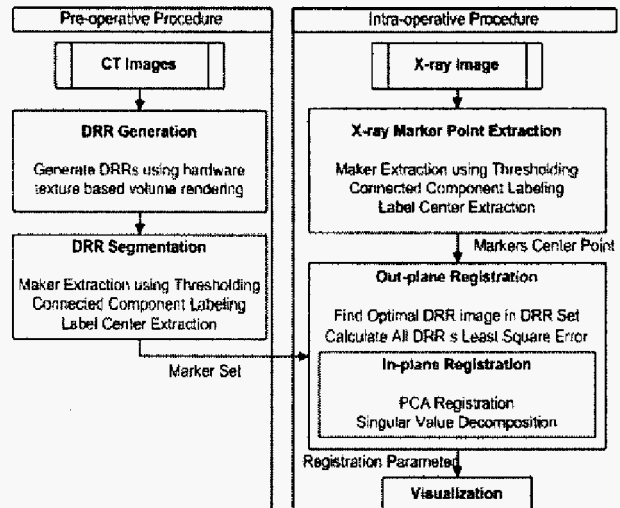 Pre-operative Procedure
CT Images
DRR Generation
Generate DRRs using hardware
texture based volume rendering
DRR Segmentation
Maker Extraction using Thresholding
Connected Component Labeling
Label Center Extraction
Marker Set
Intra-operative Procedure
X-ray Image
X-ray Marker Point Extraction
Maker Extraction using Thresholding
Connected Component Labeling
Label Center Extraction
Markers Center Point
Out-plane Registration
Find Optimal DRR image in DRR Set
Calculate All DRR s Least Square Error
In-plane Registration
PCA Registration
Singular Value Decomposition
Registration Parameter
Visualization